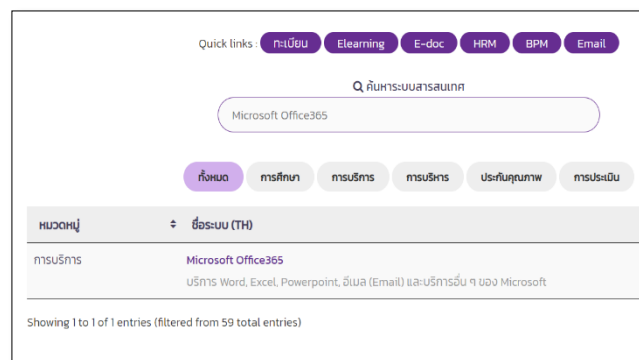 Quick links : ทะเบียน Elearning E-doc HRM BPM Email
ค้นหาระบบสารสนเทศ
Microsoft Office365
ทั้งหมด การศึกษา การบริการ การบริหาร ประกันคุณภาพ การประเมิน
หมวดหมู่ ชื่อระบบ (TH)
การบริการ Microsoft Office365
บริการ Word, Excel, Powerpoint, อีเมล (Email) และบริการอื่น ๆ ของ Microsoft
Showing 1 to 1 of 1 entries (filtered from 59 total entries)